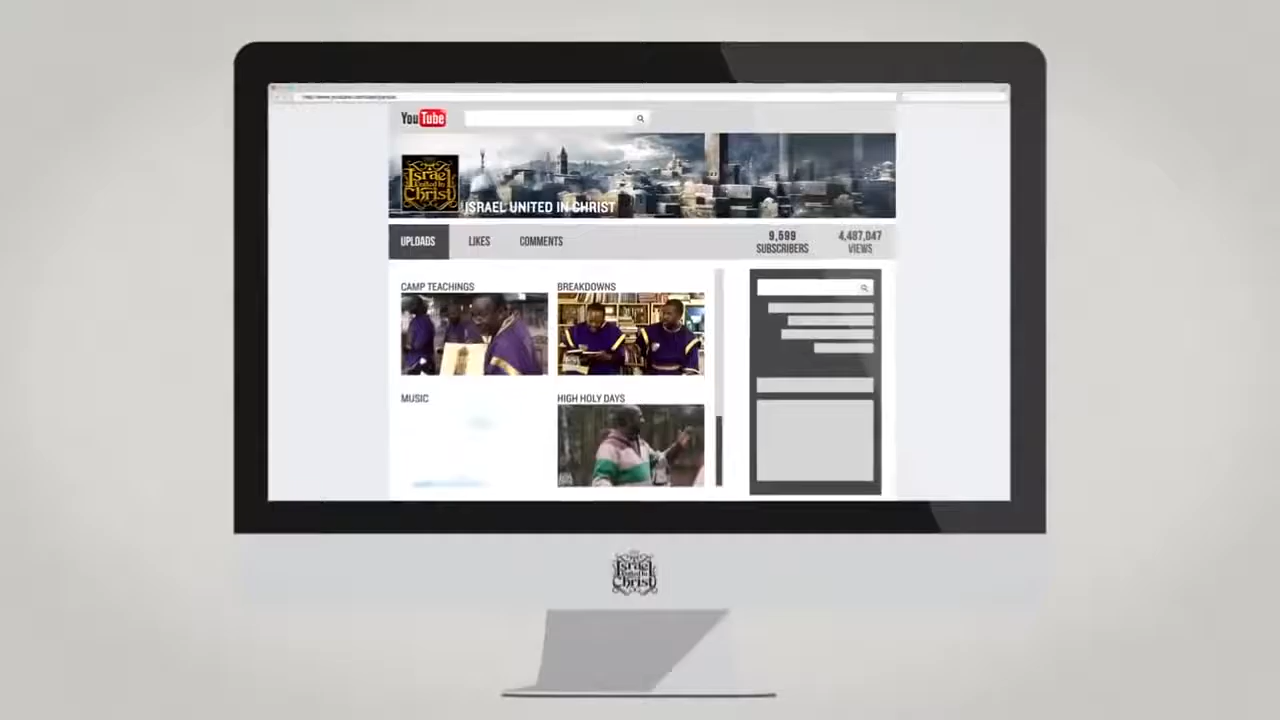 YouTube
Israel
United In
Christ
ISRAEL UNITED IN CHRIST
UPLOADS
LIKES
COMMENTS
9,599
SUBSCRIBERS
4,487,047
VIEWS
CAMP TEACHINGS
BREAKDOWNS
MUSIC
HIGH HOLY DAYS
Israel
United In
Christ